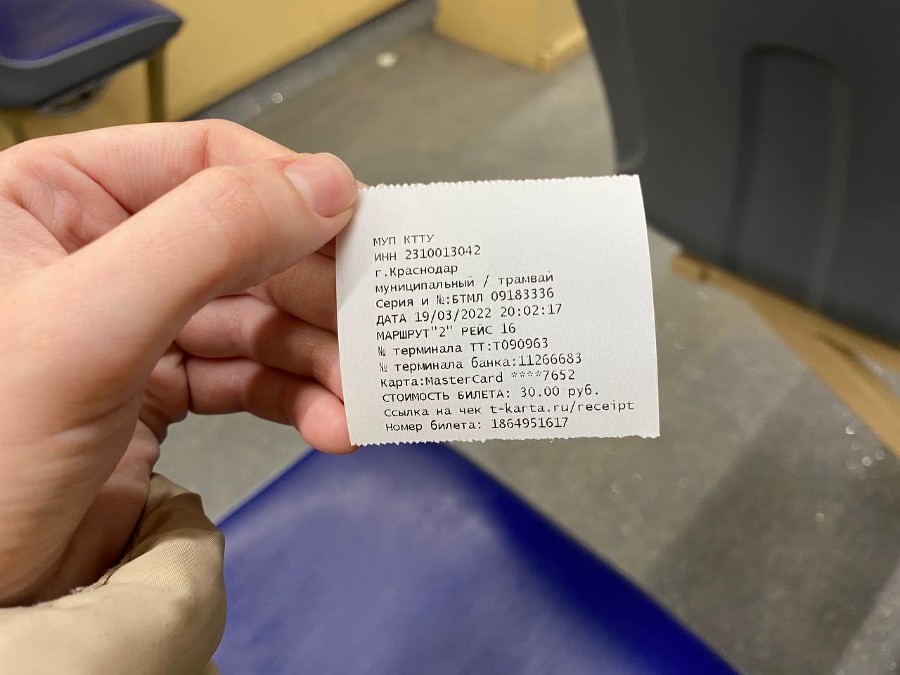 МУП КТТУ
ИНН 2310013042
г.Краснодар
муниципальный / трамвай
Серия и №:БТМЛ 09183336
ДАТА 19/03/2022 20:02:17
МАРШРУТ"2" РЕЙС 16
№ терминала ТТ:Т090963
№ терминала банка:11266683
Карта:MasterCard ****7652
СТОИМОСТЬ БИЛЕТА: 30.00 руб.
Ссылка на чек t-karta.ru/receipt
Номер билета: 1864951617